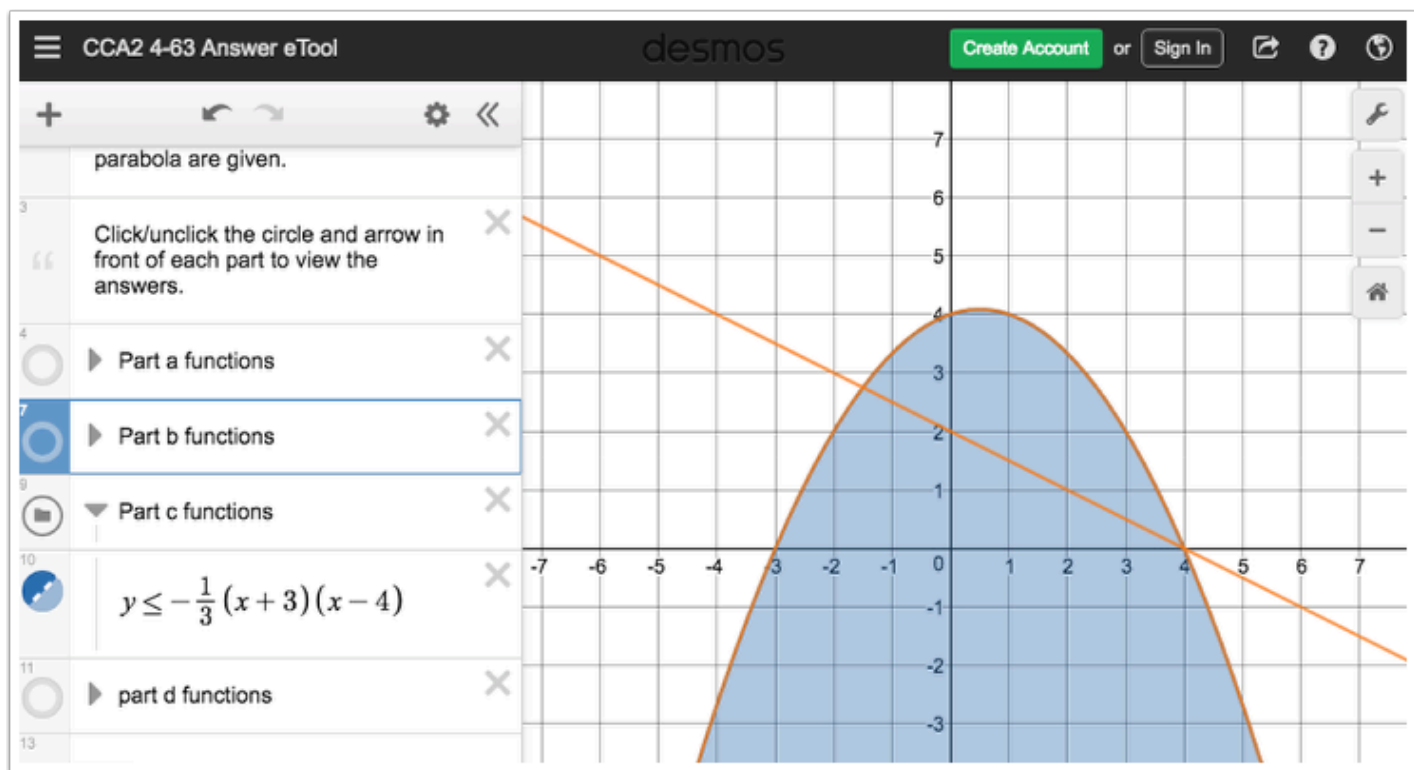 CCA2 4-63 Answer eTool
desmos
Create Account or Sign In
parabola are given.
3
Click/unclick the circle and arrow in
front of each part to view the
answers.
4
Part a functions
7
Part b functions
9
Part c functions
10
y ≤ -1/3 (x + 3)(x - 4)
11
part d functions
13
7
6
5
4
3
2
1
-7 -6 -5 -4 -3 -2 -1 0 1 2 3 4 5 6 7
-1
-2
-3